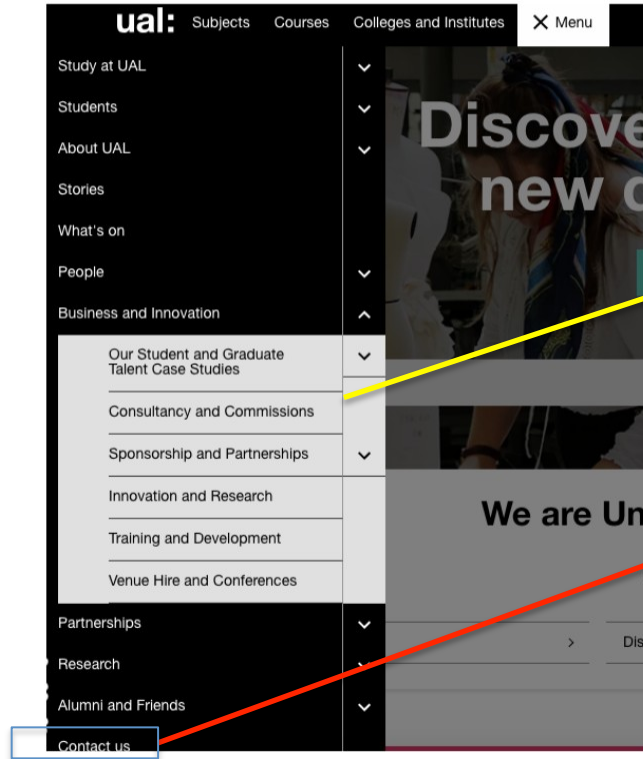 ual: Subjects Courses Colleges and Institutes Menu
Study at UAL
Students
About UAL
Stories
What's on
People
Business and Innovation
Our Student and Graduate
Talent Case Studies
Consultancy and Commissions
Sponsorship and Partnerships
Innovation and Research
Training and Development
Venue Hire and Conferences
Partnerships
Research
Alumni and Friends
Contact us
Discove
new
We are Un
Dis